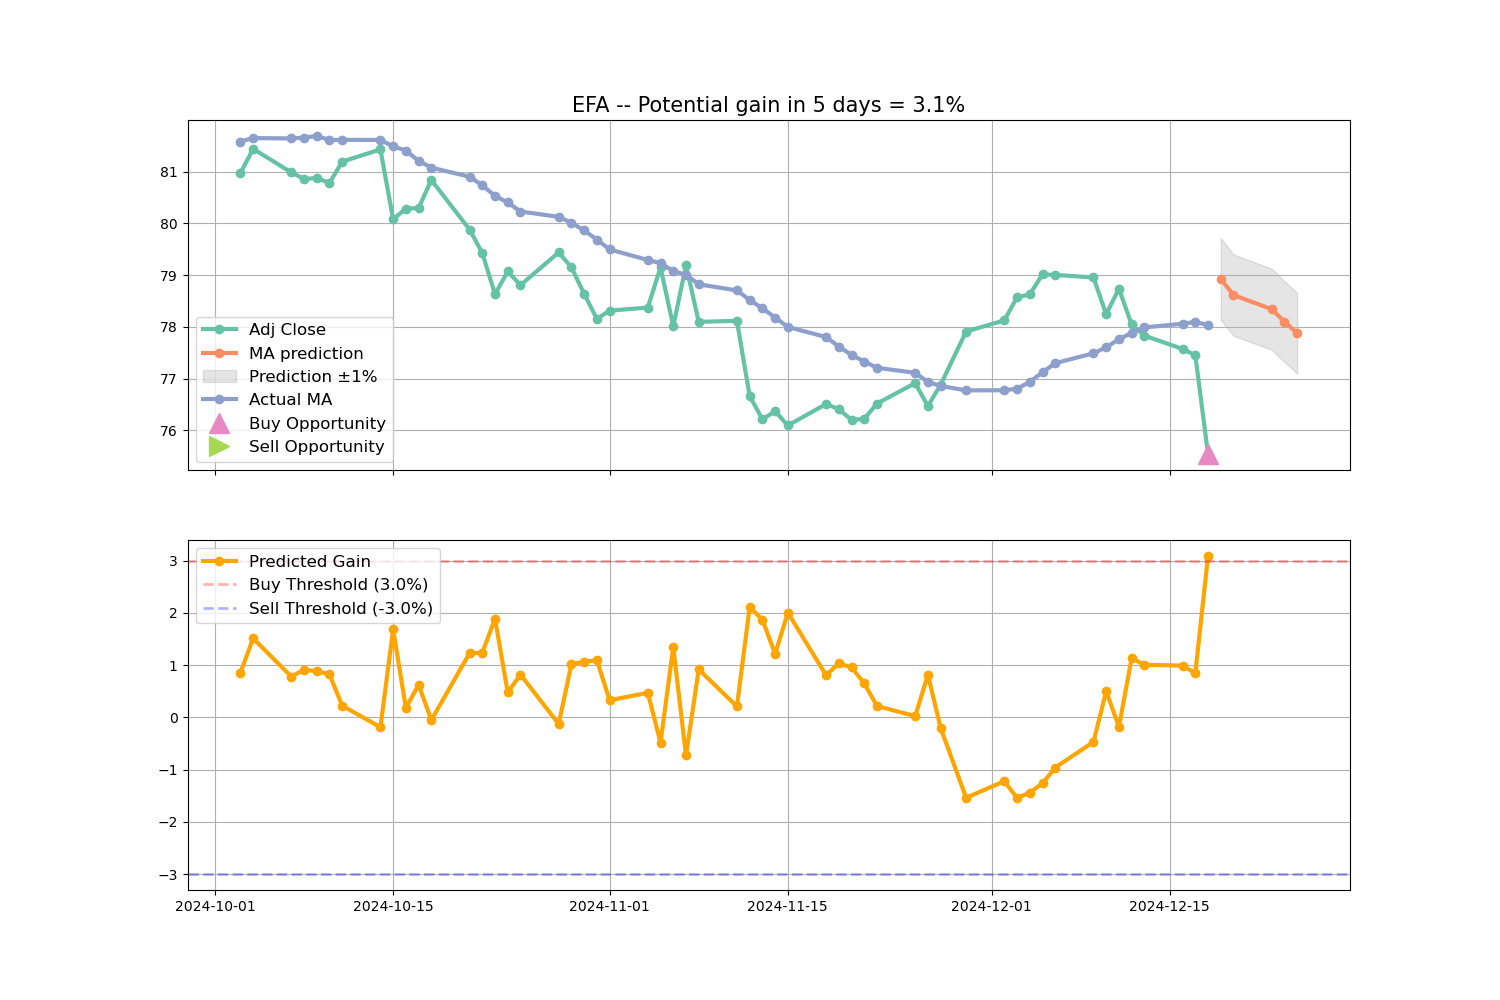 EFA -- Potential gain in 5 days = 3.1%
81
80
79
78
77
76
Adj Close
MA prediction
Prediction ±1%
Actual MA
Buy Opportunity
Sell Opportunity
3
2
1
0
−1
−2
−3
Predicted Gain
Buy Threshold (3.0%)
Sell Threshold (-3.0%)
2024-10-01 2024-10-15 2024-11-01 2024-11-15 2024-12-01 2024-12-15